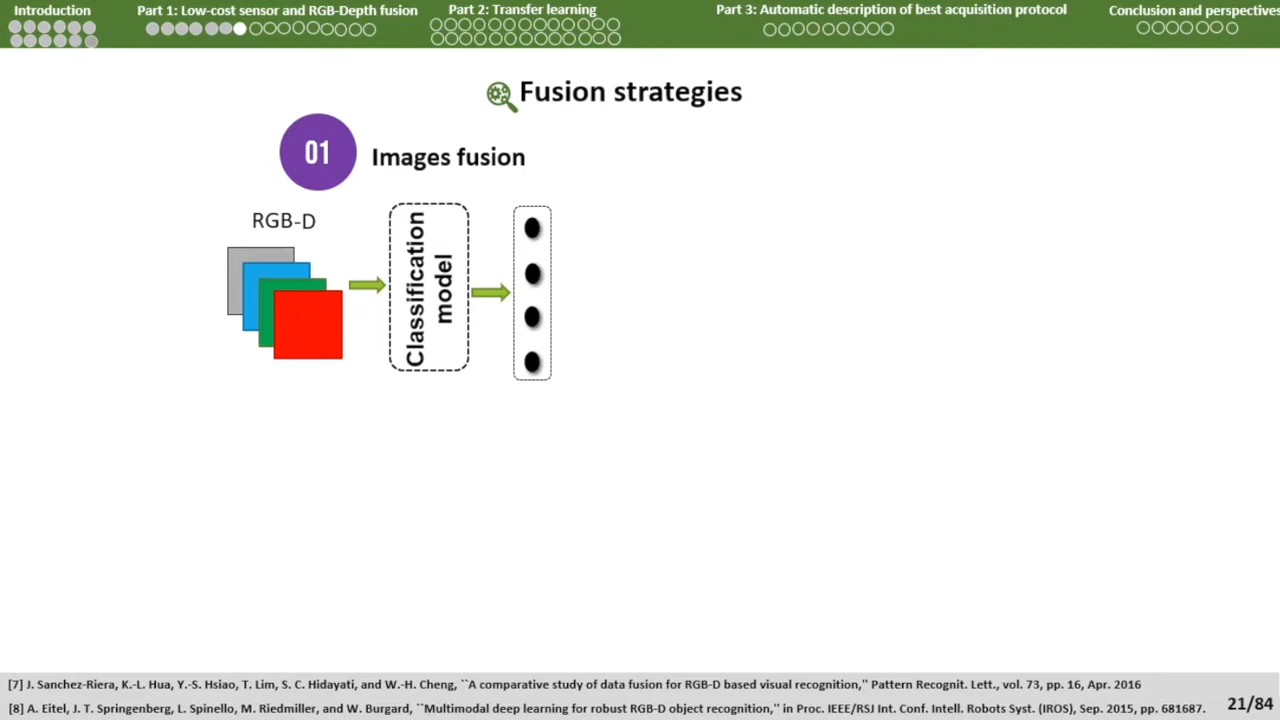 Introduction
Part 1: Low-cost sensor and RGB-Depth fusion
Part 2: Transfer learning
Part 3: Automatic description of best acquisition protocol
Conclusion and perspectives
Fusion strategies
01
Images fusion
RGB-D
Classification
model
[7] J. Sanchez-Riera, K.-L. Hua, Y.-S. Hsiao, T. Lim, S. C. Hidayati, and W.-H. Cheng, ``A comparative study of data fusion for RGB-D based visual recognition,'' Pattern Recognit. Lett., vol. 73, pp. 16, Apr. 2016
[8] A. Eitel, J. T. Springenberg, L. Spinello, M. Riedmiller, and W. Burgard, ``Multimodal deep learning for robust RGB-D object recognition,'' in Proc. IEEE/RSJ Int. Conf. Intell. Robots Syst. (IROS), Sep. 2015, pp. 681687.
21/84